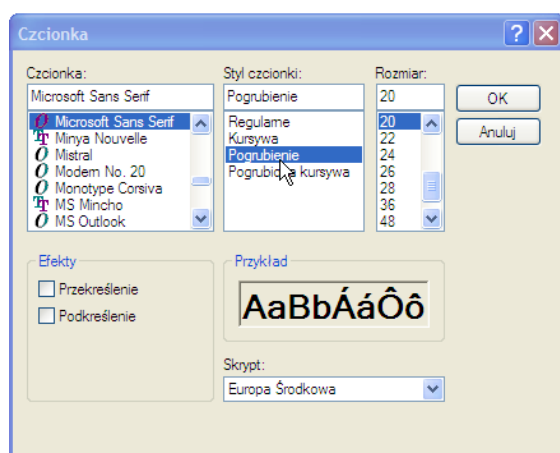 Czcionka
Czcionka:
Microsoft Sans Serif
Microsoft Sans Serif
Minya Nouvelle
Mistral
Modern No. 20
Monotype Corsiva
MS Mincho
MS Outlook
Styl czcionki:
Pogrubienie
Regularne
Kursywa
Pogrubienie
Pogrubiona kursywa
Rozmiar:
20
20
22
24
26
28
36
48
OK
Anuluj
Efekty
Przekreślenie
Podkreślenie
Przykład
AaBbÁáÔô
Skrypt:
Europa Środkowa